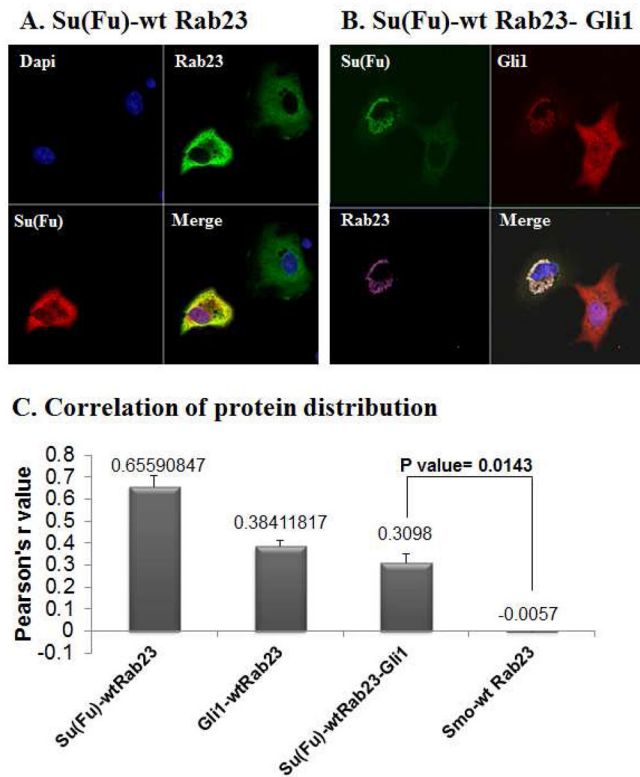 A. Su(Fu)-wt Rab23
Dapi
Rab23
Su(Fu)
Merge
B. Su(Fu)-wt Rab23- Gli1
Su(Fu)
Gli1
Rab23
Merge
C. Correlation of protein distribution
Pearson's r value
0.8
0.7
0.6
0.5
0.4
0.3
0.2
0.1
0
-0.1
0.65590847
0.38411817
0.3098
-0.0057
P value= 0.0143
Su(Fu)-wtRab23
Gli1-wtRab23
Su(Fu)-wtRab23-Gli1
Smo-wt Rab23